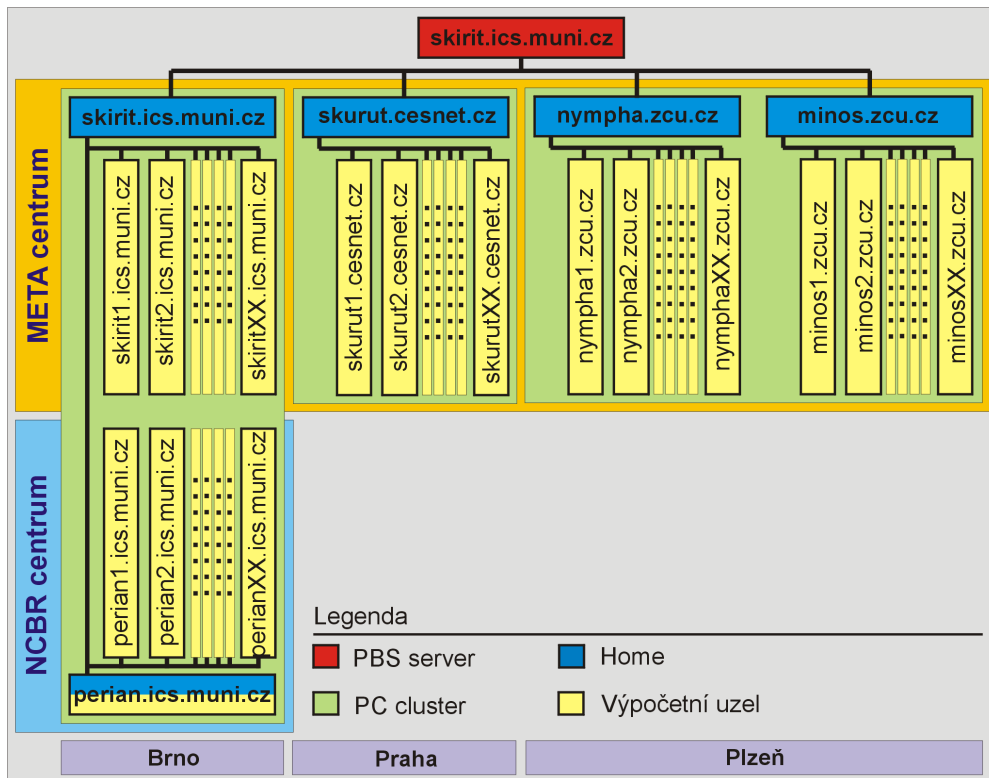 skirit.ics.muni.cz
META centrum
skirit.ics.muni.cz
skurut.cesnet.cz
nympha.zcu.cz
minos.zcu.cz
skirit1.ics.muni.cz
skirit2.ics.muni.cz
skiritXX.ics.muni.cz
skurut1.cesnet.cz
skurut2.cesnet.cz
skurutXX.cesnet.cz
nympha1.zcu.cz
nympha2.zcu.cz
nymphaXX.zcu.cz
minos1.zcu.cz
minos2.zcu.cz
minosXX.zcu.cz
NCBR centrum
perian1.ics.muni.cz
perian2.ics.muni.cz
perianXX.ics.muni.cz
perian.ics.muni.cz
Legenda
PBS server
Home
PC cluster
Výpočetní uzel
Brno
Praha
Plzeň